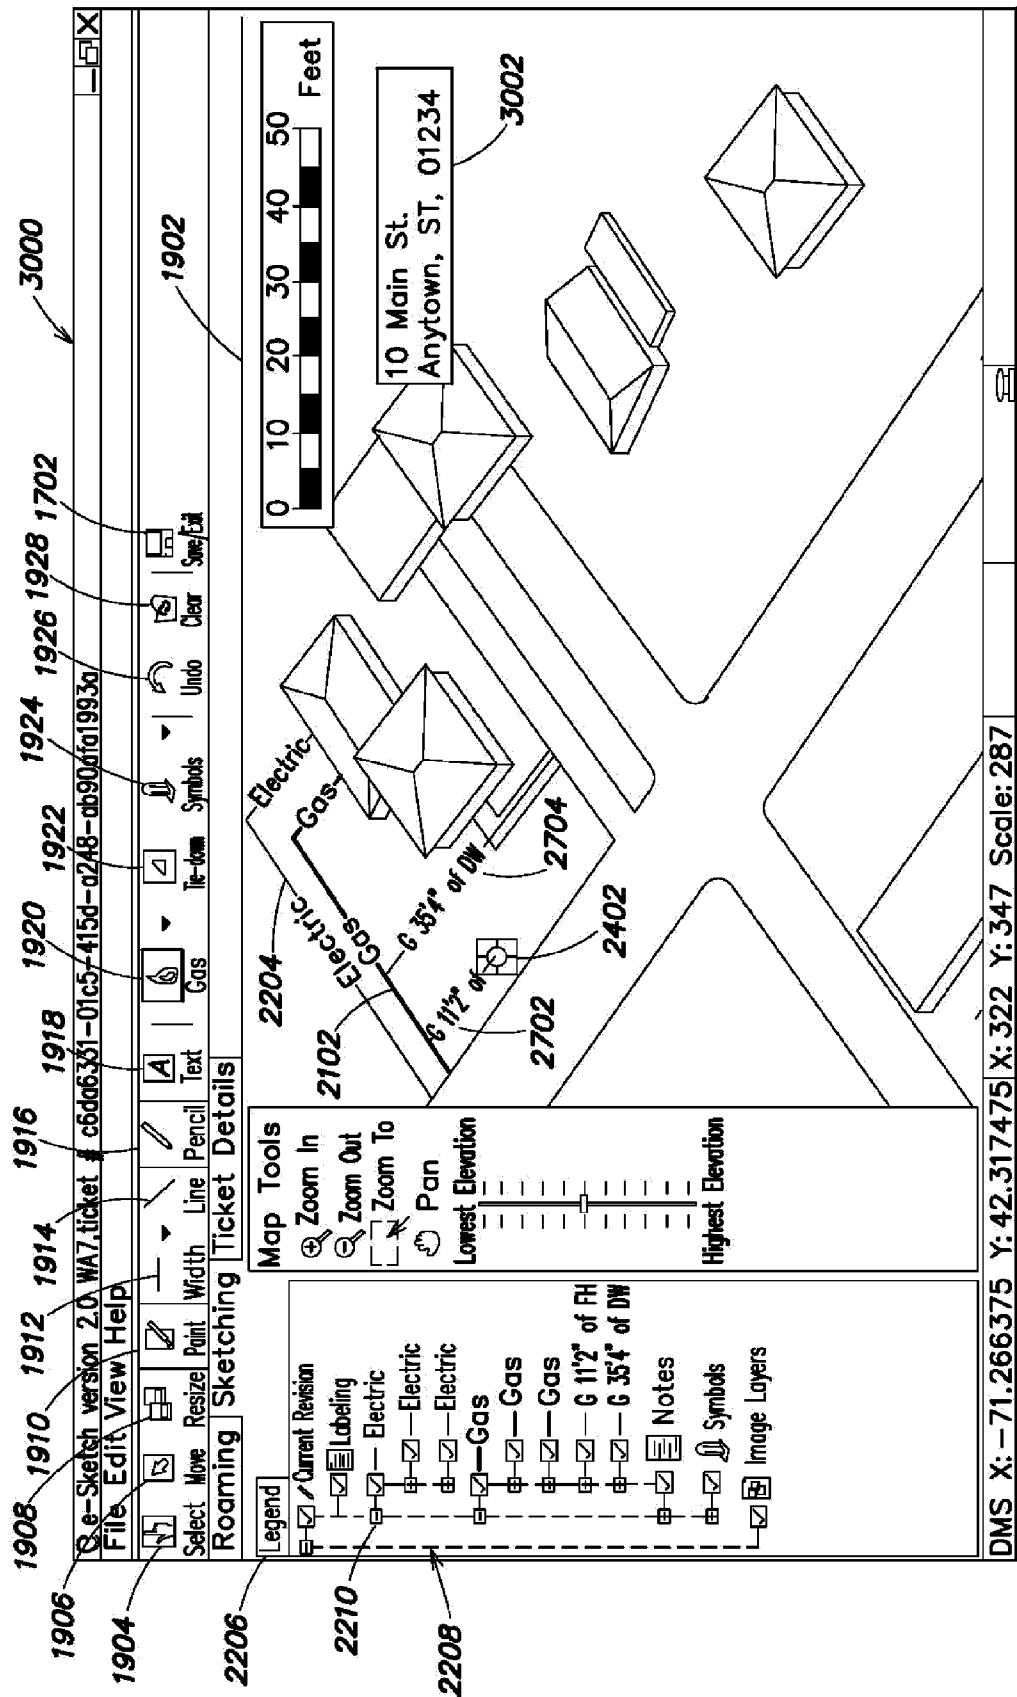 3000
e-Sketch version 2.0 WA7.ticket # c6da6331-01c5-415d-a248-ab90afa1993a
File Edit View Help
1904
1906
1908
1910
1912
1914
1916
1918
1920
1922
1924
1926
1928
1702
1902
Select Move Resize Paint Width Line Pencil Text Gas Tie-down Symbols Undo Clear Save/Exit
Roaming Sketching Ticket Details
2206
Legend
Current Revision
Labeling
Electric
Electric
Electric
Gas
Gas
Gas
G 11'2" of FH
G 35'4" of DW
Notes
Symbols
Image Layers
2210
2208
Map Tools
Zoom In
Zoom Out
Zoom To
Pan
Lowest Elevation
Highest Elevation
2204
2102
Electric
Electric
Electric
Gas
Gas
G 35'4" of DW
G 11'2" of
2702
2402
2704
0 10 20 30 40 50
Feet
10 Main St.
Anytown, ST, 01234
3002
DMS X: -71.266375 Y: 42.317475 X: 322 Y: 347 Scale: 287